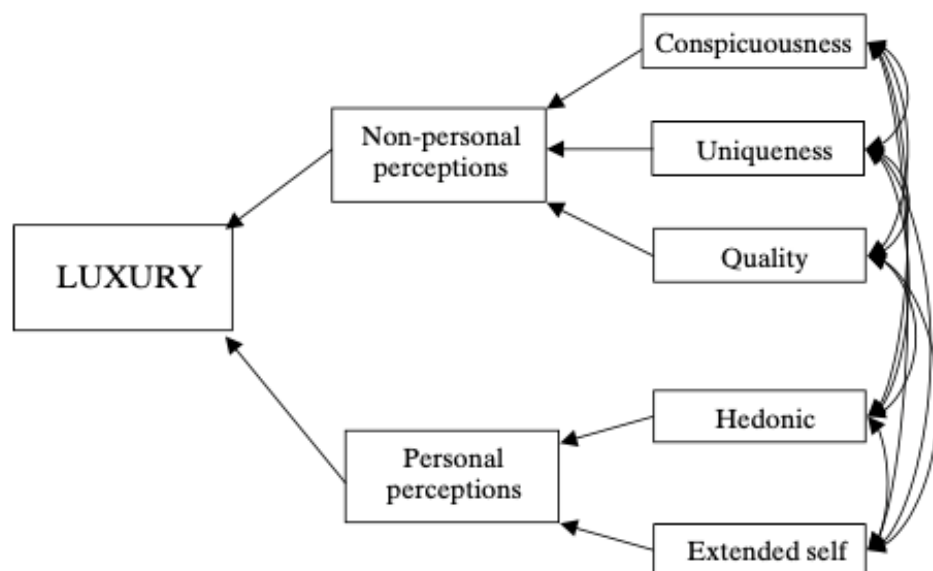 Conspicuousness
Non-personal
perceptions
Uniqueness
Quality
LUXURY
Hedonic
Personal
perceptions
Extended self